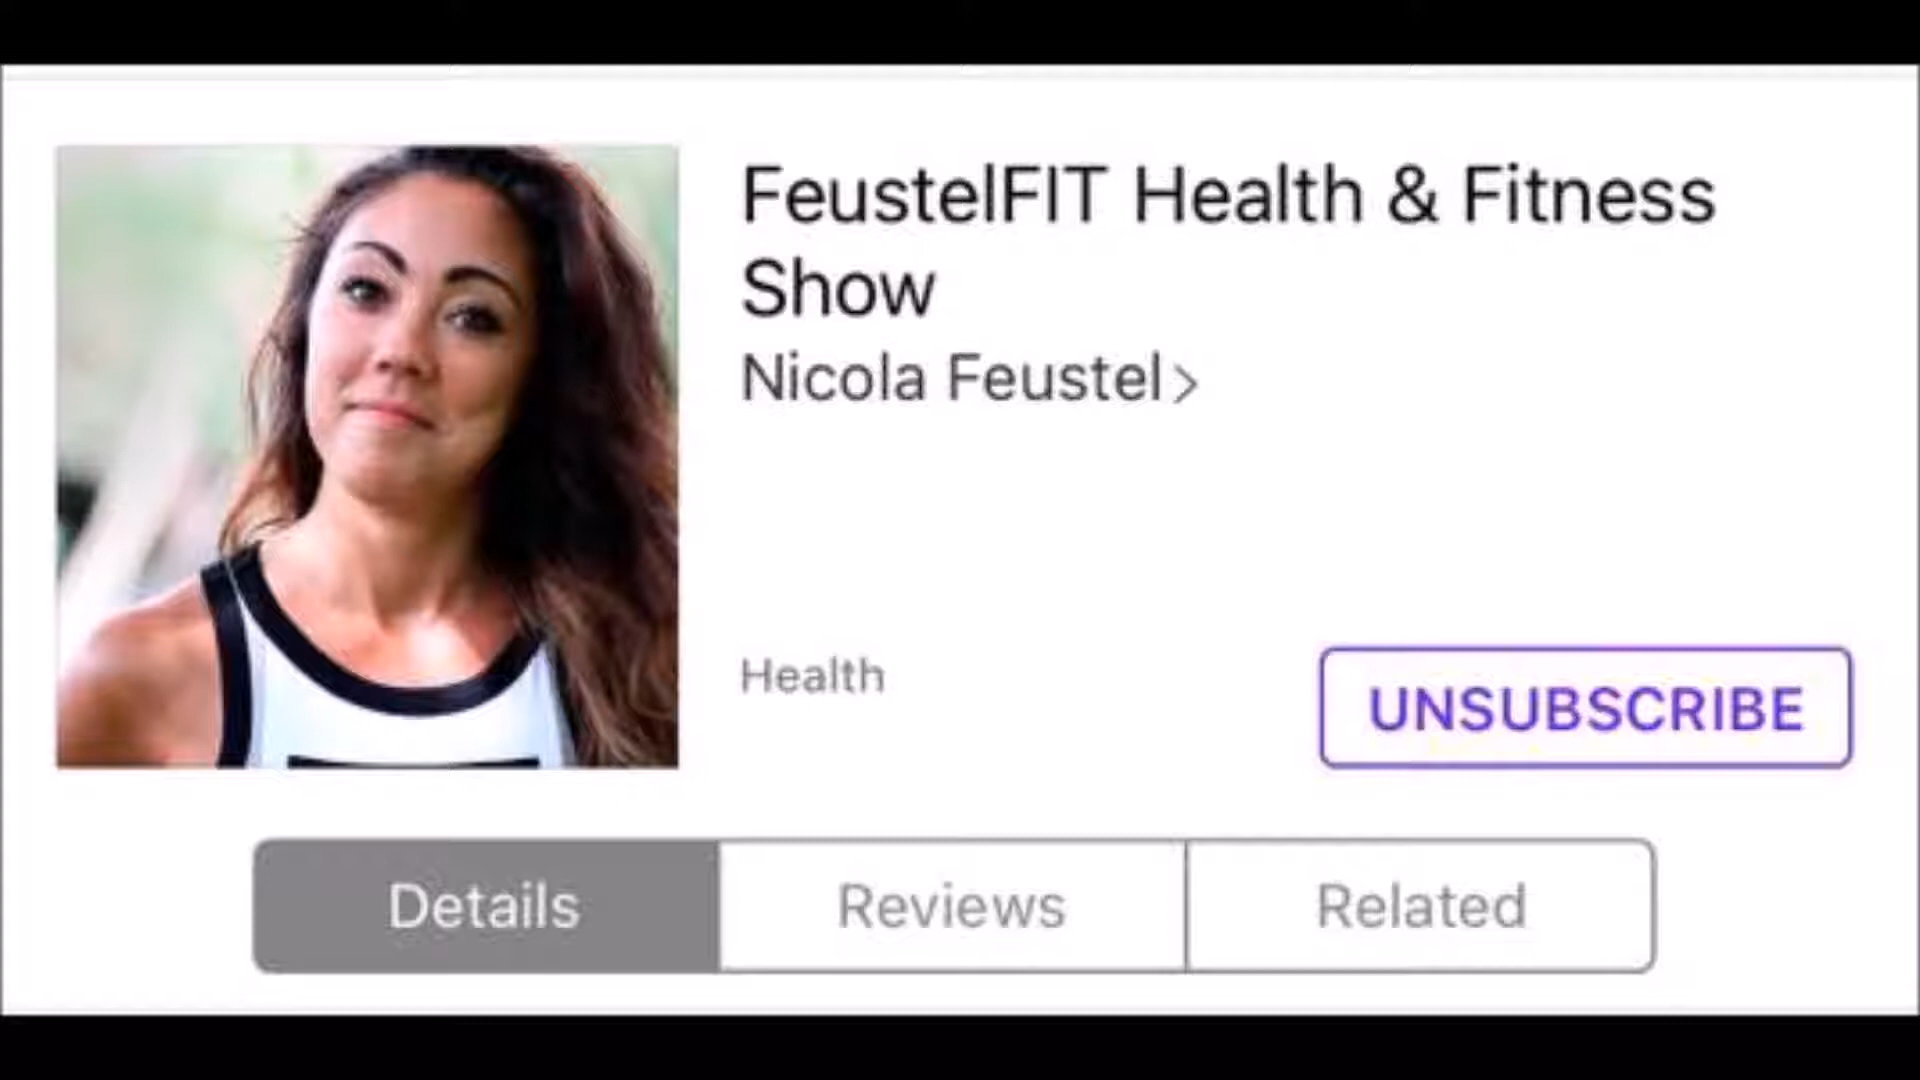 FeustelFIT Health & Fitness
Show
Nicola Feustel >
Health
UNSUBSCRIBE
Details
Reviews
Related